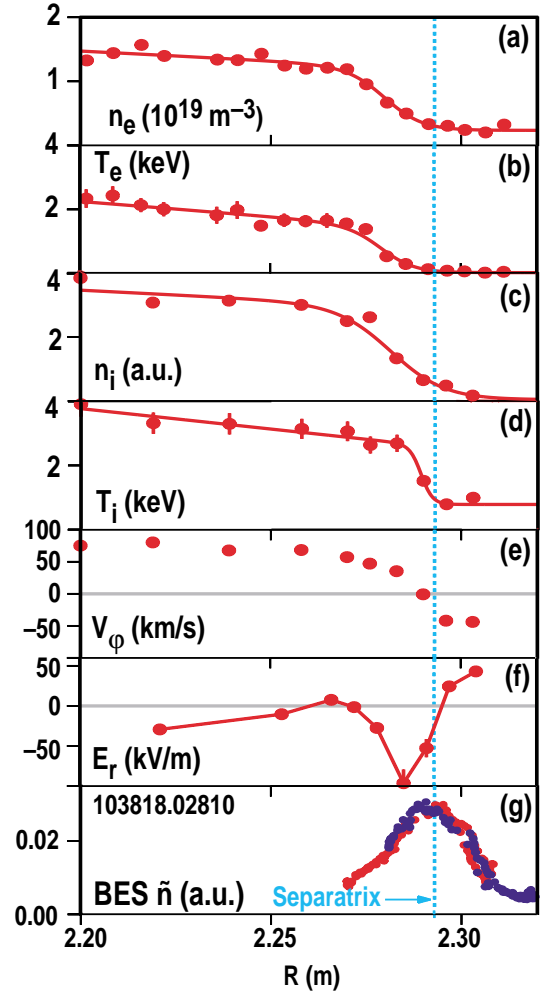 2
(a)
1
n_e (10^19 m^–3)
4
T_e (keV)
(b)
2
4
(c)
2
n_i (a.u.)
4
(d)
2
T_i (keV)
100
(e)
50
0
–50
V_φ (km/s)
50
(f)
0
–50
E_r (kV/m)
103818.02810
(g)
0.02
BES ñ (a.u.)
Separatrix
0.00
2.20 2.25 2.30
R (m)